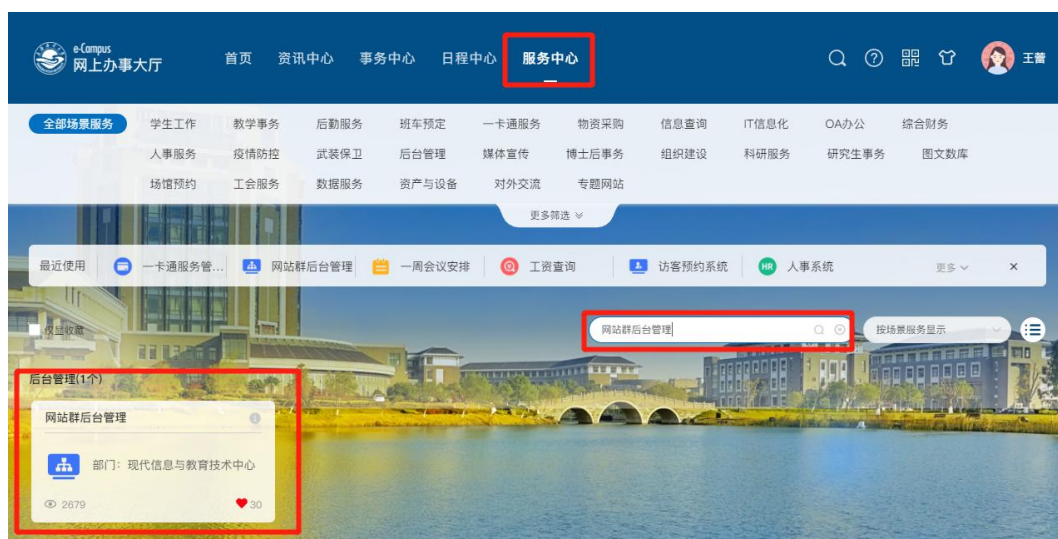 e-Campus
网上办事大厅 首页 资讯中心 事务中心 日程中心 服务中心 王蕾
全部场景服务 学生工作 教学事务 后勤服务 班车预定 一卡通服务 物资采购 信息查询 IT信息化 OA办公 综合财务
人事服务 疫情防控 武装保卫 后台管理 媒体宣传 博士后事务 组织建设 科研服务 研究生事务 图文数库
场馆预约 工会服务 数据服务 资产与设备 对外交流 专题网站
更多筛选
最近使用 一卡通服务管... 网站群后台管理 一周会议安排 工资查询 访客预约系统 HR 人事系统 更多 ×
仅显收藏 网站群后台管理 按场景服务显示
后台管理(1个)
网站群后台管理
部门：现代信息与教育技术中心
2679 30